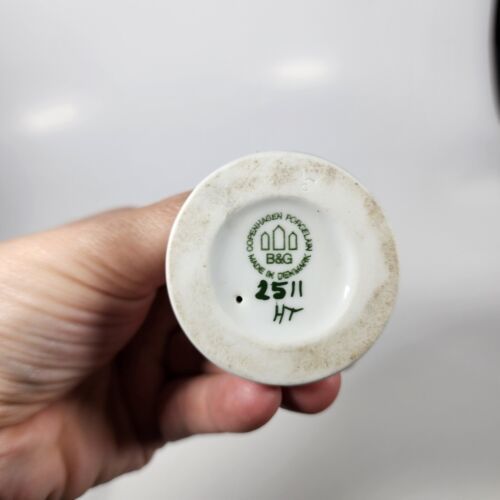 COPENHAGEN PORCELAIN
B&G
MADE IN DENMARK
2511
HT